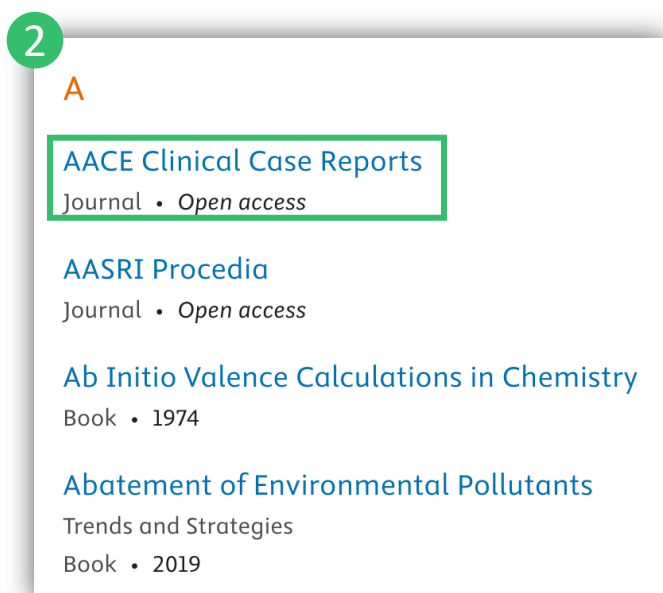 2
A
AACE Clinical Case Reports
Journal • Open access
AASRI Procedia
Journal • Open access
Ab Initio Valence Calculations in Chemistry
Book • 1974
Abatement of Environmental Pollutants
Trends and Strategies
Book • 2019